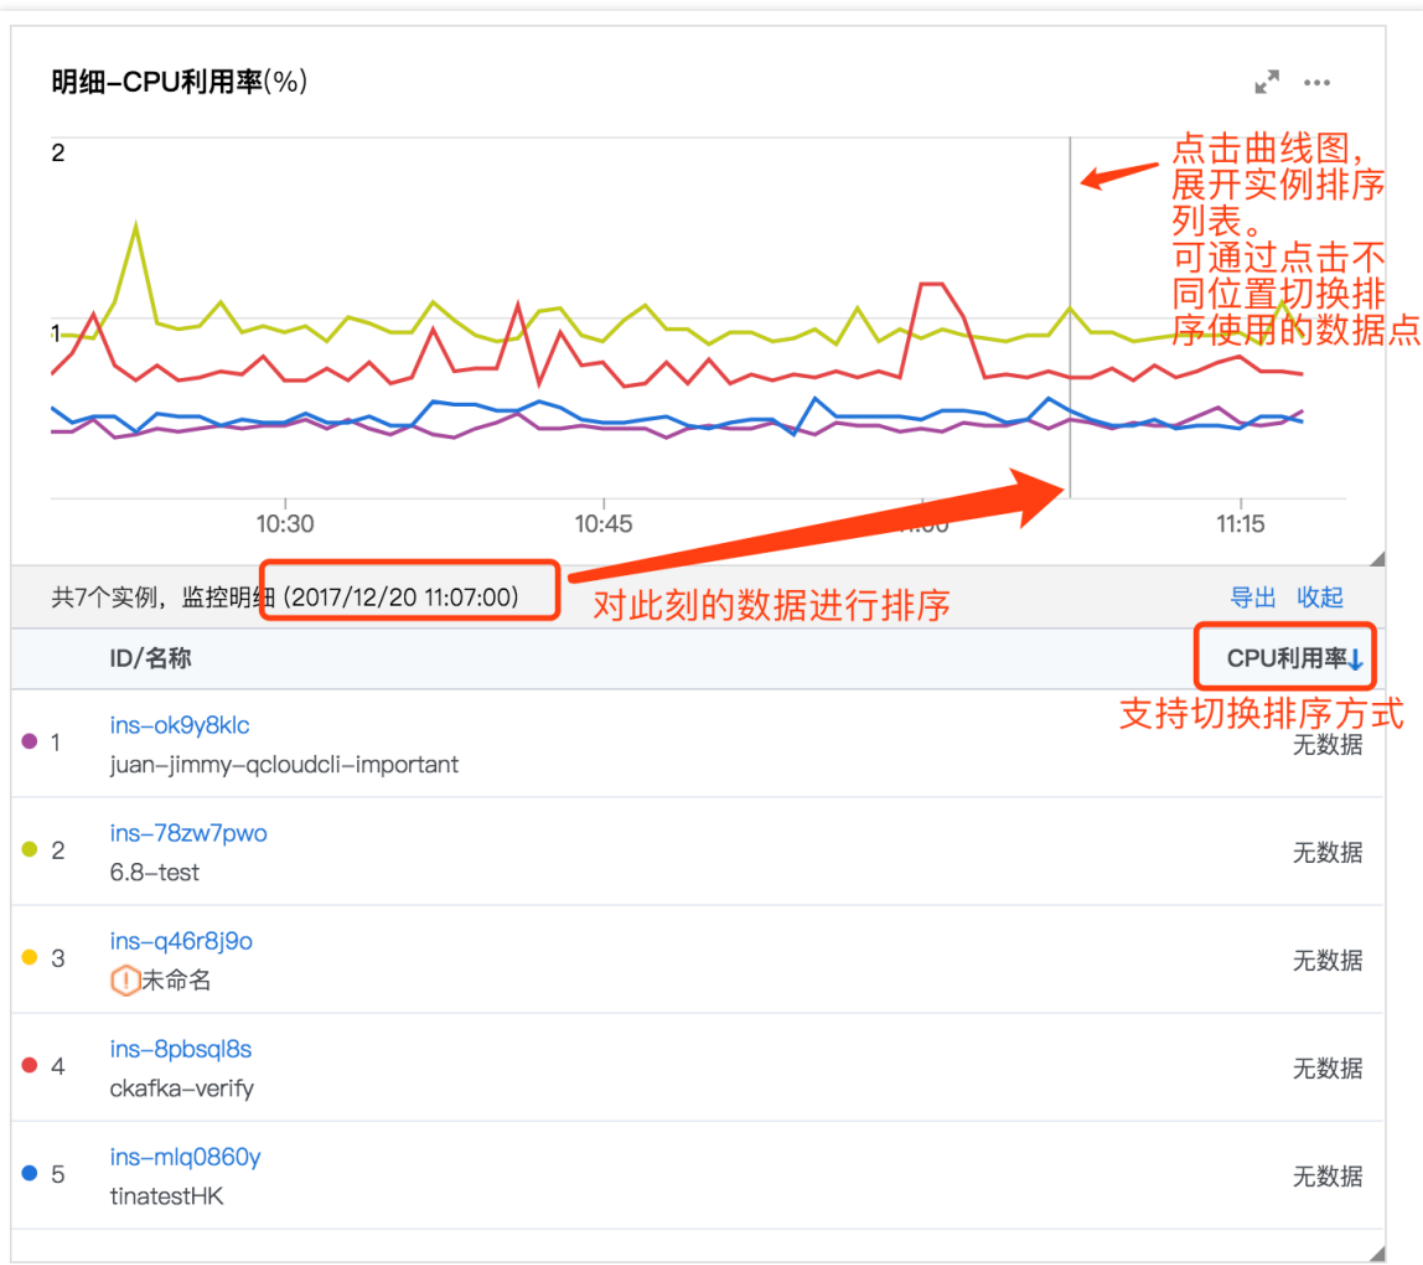 明细-CPU利用率(%)
2
1
点击曲线图，
展开实例排序
列表。
可通过点击不
同位置切换排
序使用的数据点
10:30
10:45
11:15
共7个实例，监控明细 (2017/12/20 11:07:00)
对此刻的数据进行排序
导出 收起
ID/名称
CPU利用率↓
支持切换排序方式
1
ins-ok9y8klc
juan-jimmy-qcloudcli-important
无数据
2
ins-78zw7pwo
6.8-test
无数据
3
ins-q46r8j9o
未命名
无数据
4
ins-8pbsql8s
ckafka-verify
无数据
5
ins-mlq0860y
tinatestHK
无数据